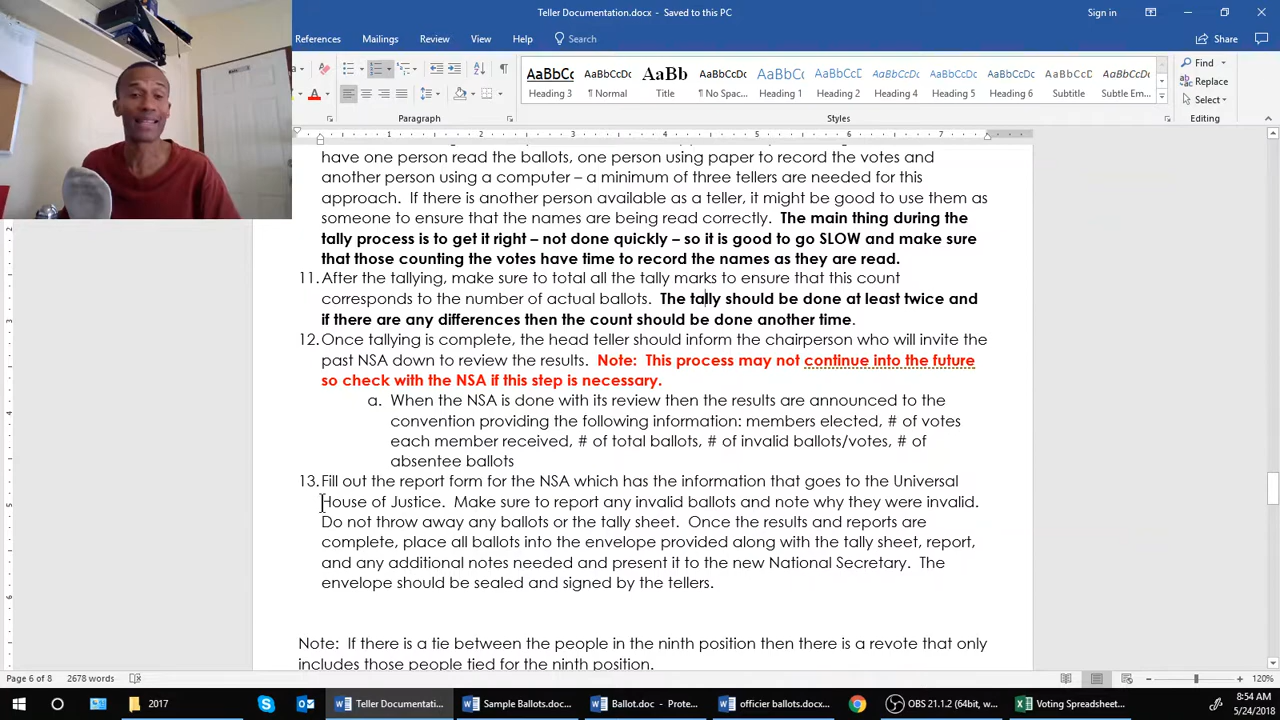 Teller Documentation.docx - Saved to this PC
Sign in
References Mailings Review View Help Search Share
AaBbCc AaBbCcDc AaBb AaBbCcDc AaBbCcD AaBbCcD AaBbCcDc AaBbCcD AaBbCcD AaBbCcDc AaBbCcDc
Heading 3 ¶ Normal Title ¶ No Spac... Heading 1 Heading 2 Heading 4 Heading 5 Heading 6 Subtitle Subtle Em...
Find
Replace
Select
Paragraph Styles Editing
have one person read the ballots, one person using paper to record the votes and
another person using a computer – a minimum of three tellers are needed for this
approach. If there is another person available as a teller, it might be good to use them as
someone to ensure that the names are being read correctly. The main thing during the
tally process is to get it right – not done quickly – so it is good to go SLOW and make sure
that those counting the votes have time to record the names as they are read.
11. After the tallying, make sure to total all the tally marks to ensure that this count
corresponds to the number of actual ballots. The tally should be done at least twice and
if there are any differences then the count should be done another time.
12. Once tallying is complete, the head teller should inform the chairperson who will invite the
past NSA down to review the results. Note: This process may not continue into the future
so check with the NSA if this step is necessary.
a. When the NSA is done with its review then the results are announced to the
convention providing the following information: members elected, # of votes
each member received, # of total ballots, # of invalid ballots/votes, # of
absentee ballots
13. Fill out the report form for the NSA which has the information that goes to the Universal
House of Justice. Make sure to report any invalid ballots and note why they were invalid.
Do not throw away any ballots or the tally sheet. Once the results and reports are
complete, place all ballots into the envelope provided along with the tally sheet, report,
and any additional notes needed and present it to the new National Secretary. The
envelope should be sealed and signed by the tellers.
Note: If there is a tie between the people in the ninth position then there is a revote that only
includes those people tied for the ninth position.
Page 6 of 8 2678 words 120%
2017 Teller Documentati... Sample Ballots.do... Ballot.doc - Prote... officier ballots.doc... OBS 21.1.2 (64bit, w... Voting Spreadsheet...
8:54 AM
5/24/2018